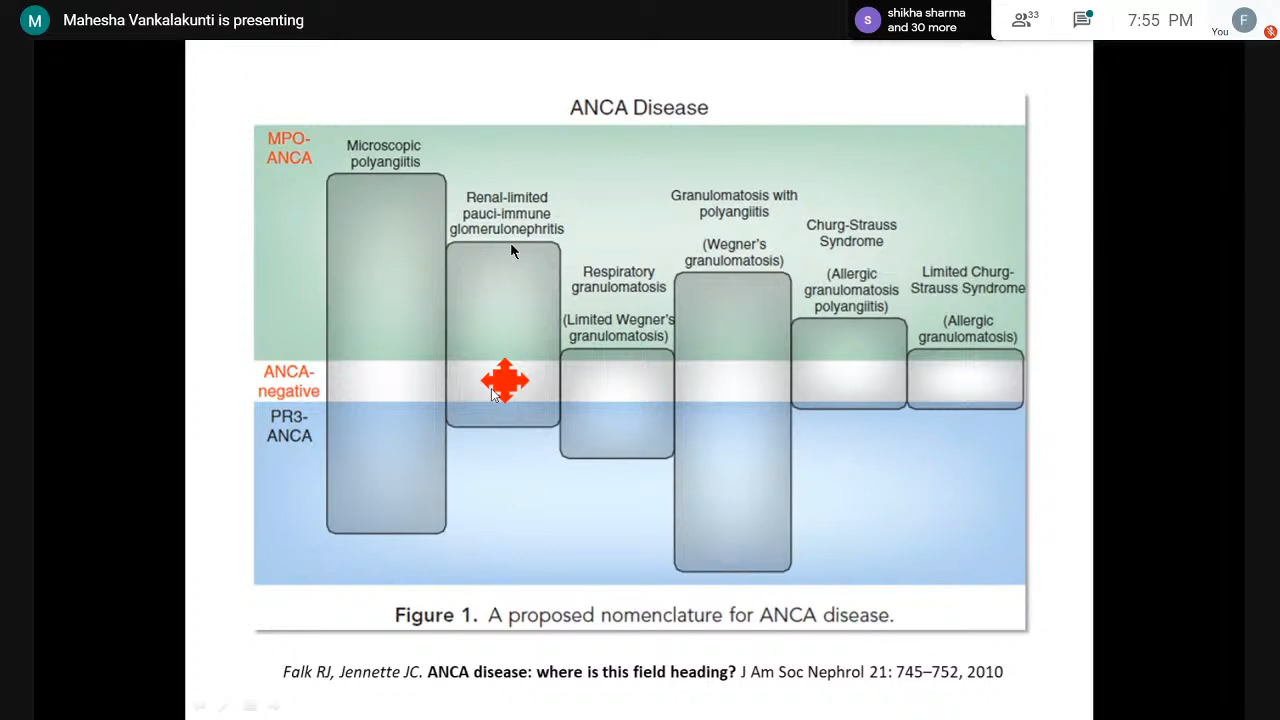 M Mahesha Vankalakunti is presenting
s shikha sharma
and 30 more
33
7:55 PM
You
F
ANCA Disease
MPO-
ANCA
Microscopic
polyangiitis
Renal-limited
pauci-immune
glomerulonephritis
Respiratory
granulomatosis
(Limited Wegner's
granulomatosis)
Granulomatosis with
polyangiitis
(Wegner's
granulomatosis)
Churg-Strauss
Syndrome
(Allergic
granulomatosis
polyangiitis)
Limited Churg-
Strauss Syndrome
(Allergic
granulomatosis)
ANCA-
negative
PR3-
ANCA
Figure 1. A proposed nomenclature for ANCA disease.
Falk RJ, Jennette JC. ANCA disease: where is this field heading? J Am Soc Nephrol 21: 745–752, 2010